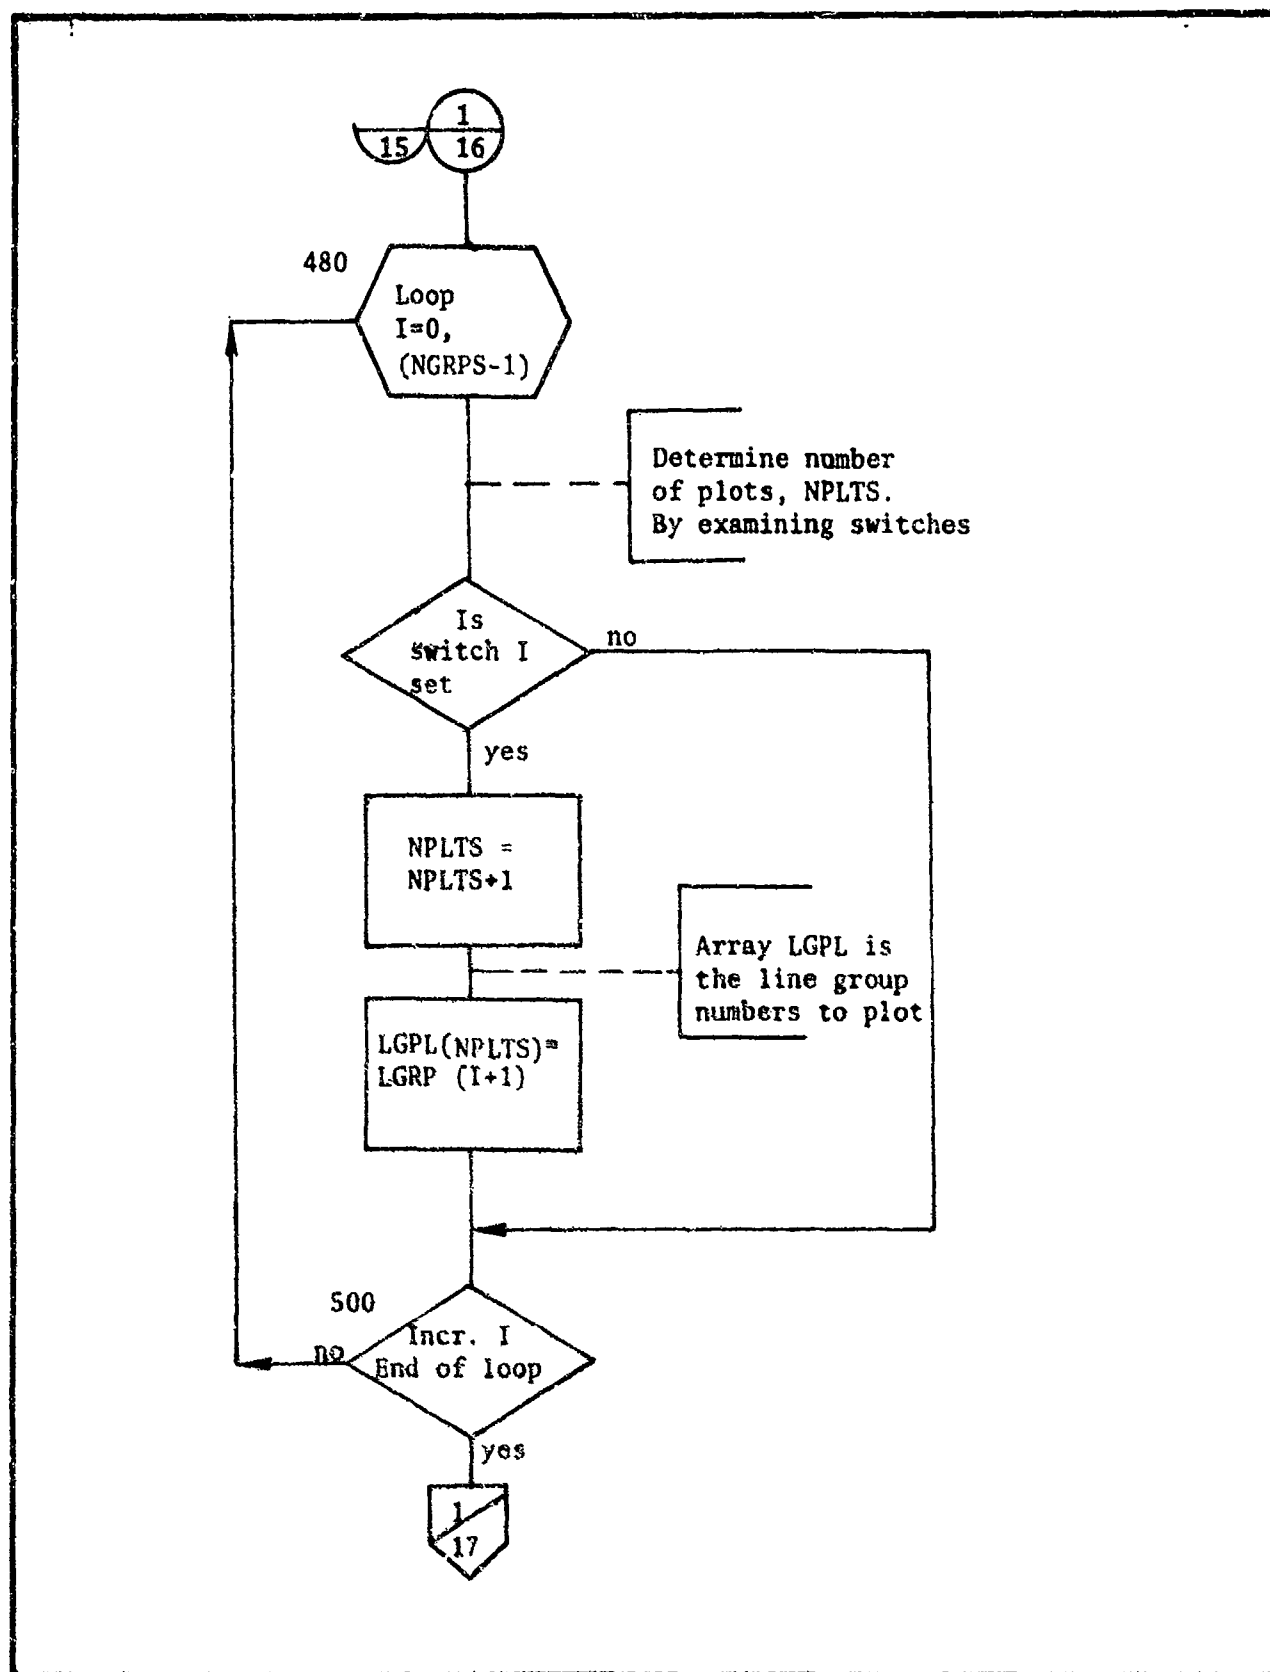 1
15 16
480
Loop
I=0,
(NGRPS-1)
Determine number
of plots, NPLTS.
By examining switches
Is
switch I
set
no
yes
NPLTS =
NPLTS+1
Array LGPL is
the line group
numbers to plot
LGPL(NPLTS)=
LGRP (I+1)
500
Incr. I
End of loop
no
yes
1
17